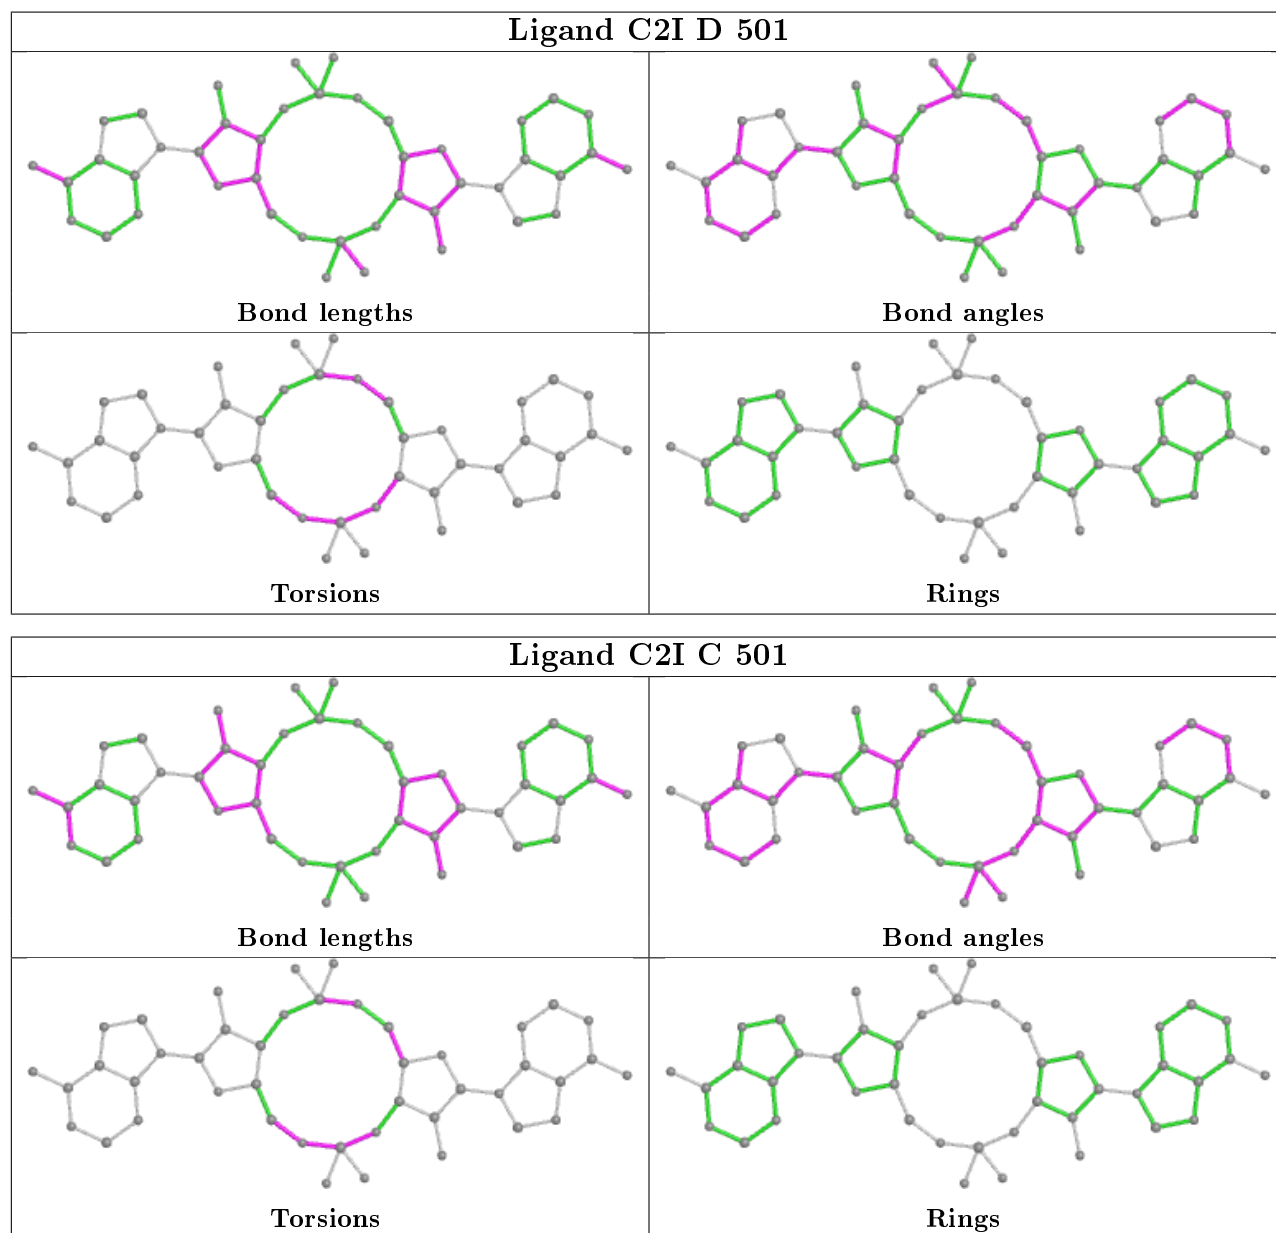 Ligand C2I D 501
Bond lengths
Bond angles
Torsions
Rings
Ligand C2I C 501
Bond lengths
Bond angles
Torsions
Rings